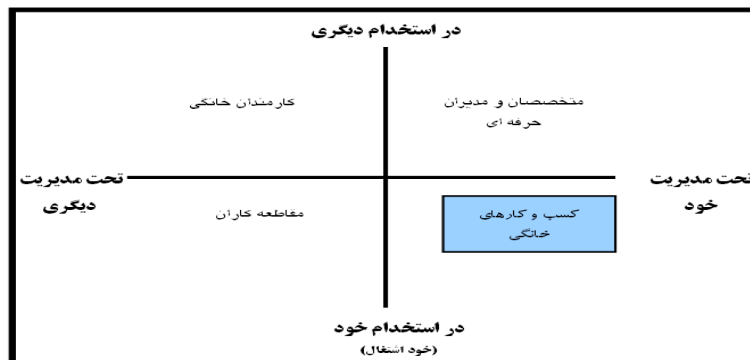 در استخدام دیگری
متخصصان و مدیران
حرفه ای
کارمندان خانگی
تحت مدیریت
خود
تحت مدیریت
دیگری
کسب و کارهای
خانگی
مقاطعه کاران
در استخدام خود
(خود اشتغال)